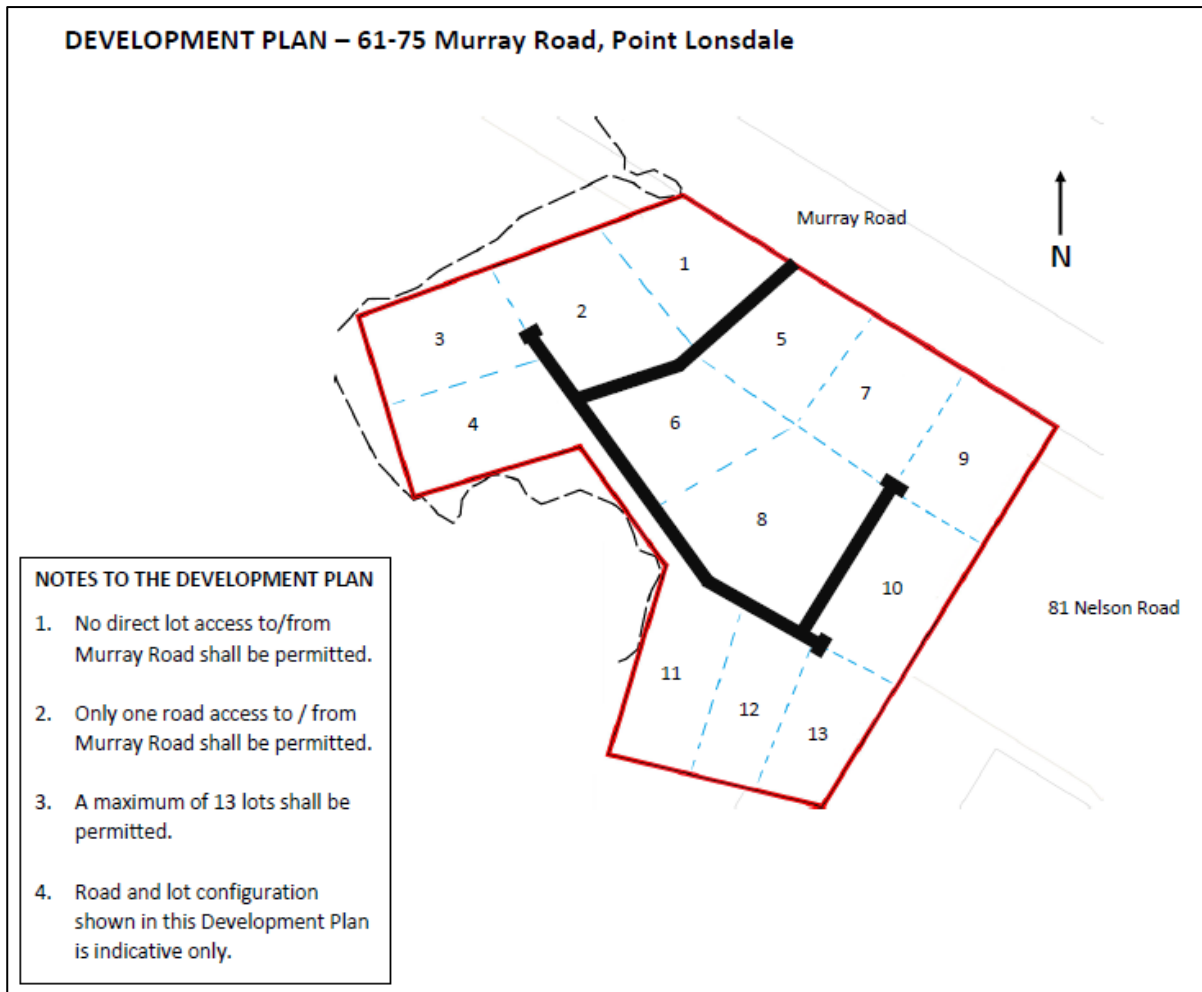 DEVELOPMENT PLAN – 61-75 Murray Road, Point Lonsdale
Murray Road
N
1
2
3
4
5
6
7
8
9
10
11
12
13
81 Nelson Road
NOTES TO THE DEVELOPMENT PLAN
1. No direct lot access to/from
Murray Road shall be permitted.
2. Only one road access to / from
Murray Road shall be permitted.
3. A maximum of 13 lots shall be
permitted.
4. Road and lot configuration
shown in this Development Plan
is indicative only.